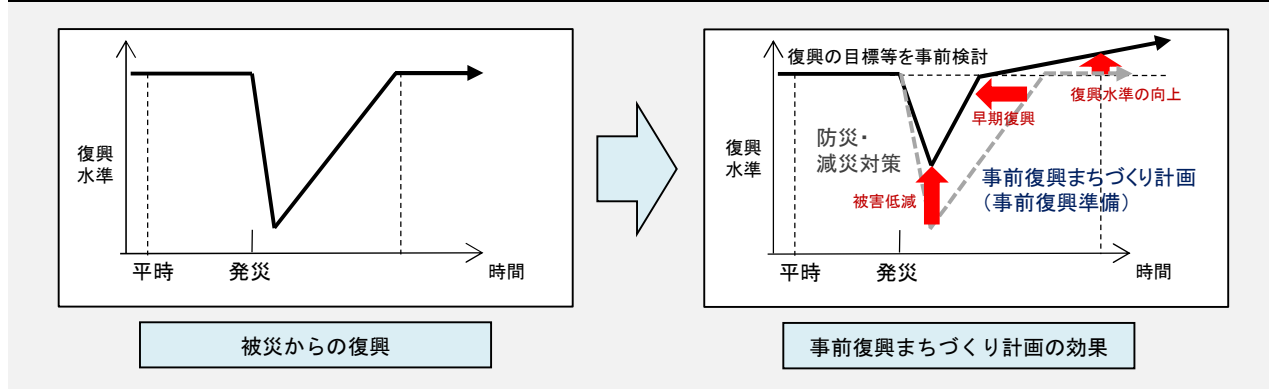 復興
水準
平時
発災
時間
被災からの復興
復興の目標等を事前検討
復興水準の向上
早期復興
防災・
減災対策
復興
水準
事前復興まちづくり計画
（事前復興準備）
被害低減
平時
発災
時間
事前復興まちづくり計画の効果